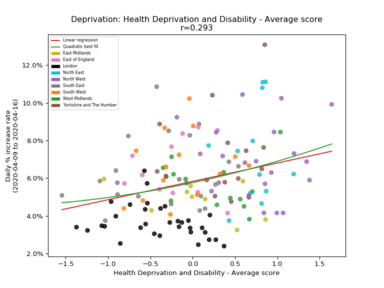 Deprivation: Health Deprivation and Disability - Average score
r=0.293
Linear regression
Quadratic best fit
East Midlands
East of England
London
North East
North West
South East
South West
West Midlands
Yorkshire and The Humber
Daily % increase rate
(2020-04-09 to 2020-04-16)
12.0%
10.0%
8.0%
6.0%
4.0%
2.0%
−1.5
−1.0
−0.5
0.0
0.5
1.0
1.5
Health Deprivation and Disability - Average score